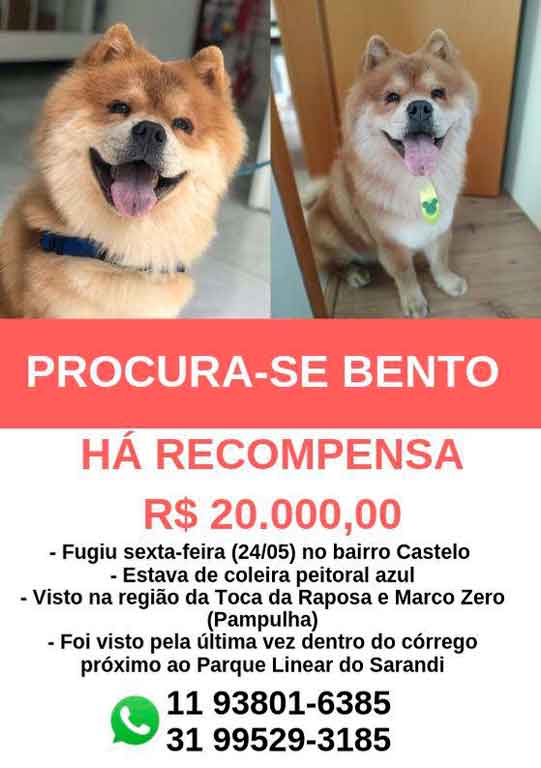 PROCURA-SE BENTO
HÁ RECOMPENSA
R$ 20.000,00
- Fugiu sexta-feira (24/05) no bairro Castelo
- Estava de coleira peitoral azul
- Visto na região da Toca da Raposa e Marco Zero
(Pampulha)
- Foi visto pela última vez dentro do córrego
próximo ao Parque Linear do Sarandi
11 93801-6385
31 99529-3185